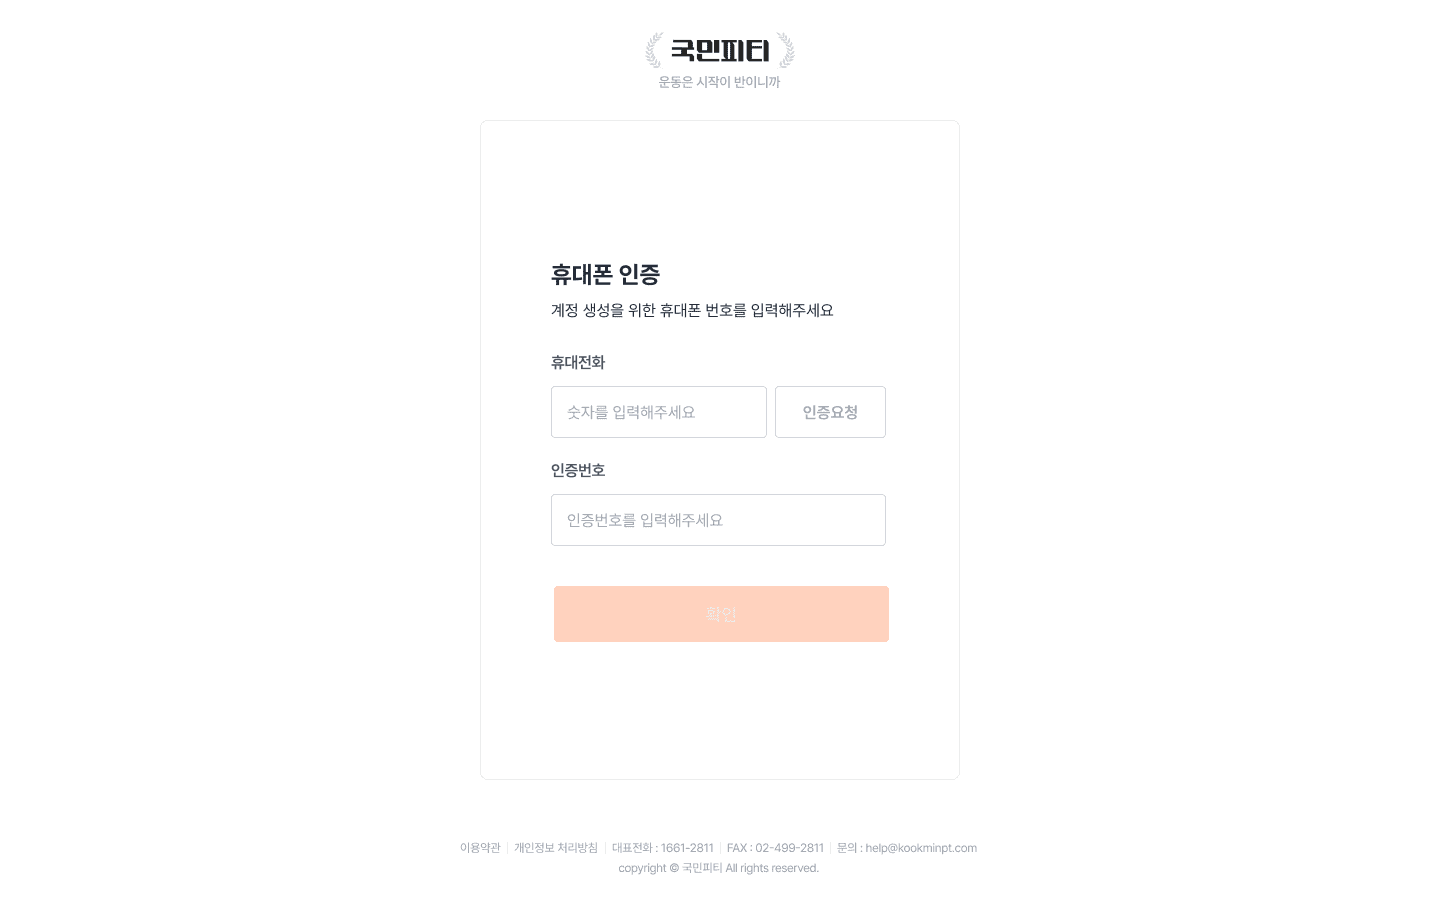 국민피티
운동은 시작이 반이니까
휴대폰 인증
계정 생성을 위한 휴대폰 번호를 입력해주세요
휴대전화
숫자를 입력해주세요
인증요청
인증번호
인증번호를 입력해주세요
확인
이용약관 개인정보 처리방침 대표전화 : 1661-2811 FAX : 02-499-2811 문의 : help@kookminpt.com
copyright © 국민피티 All rights reserved.